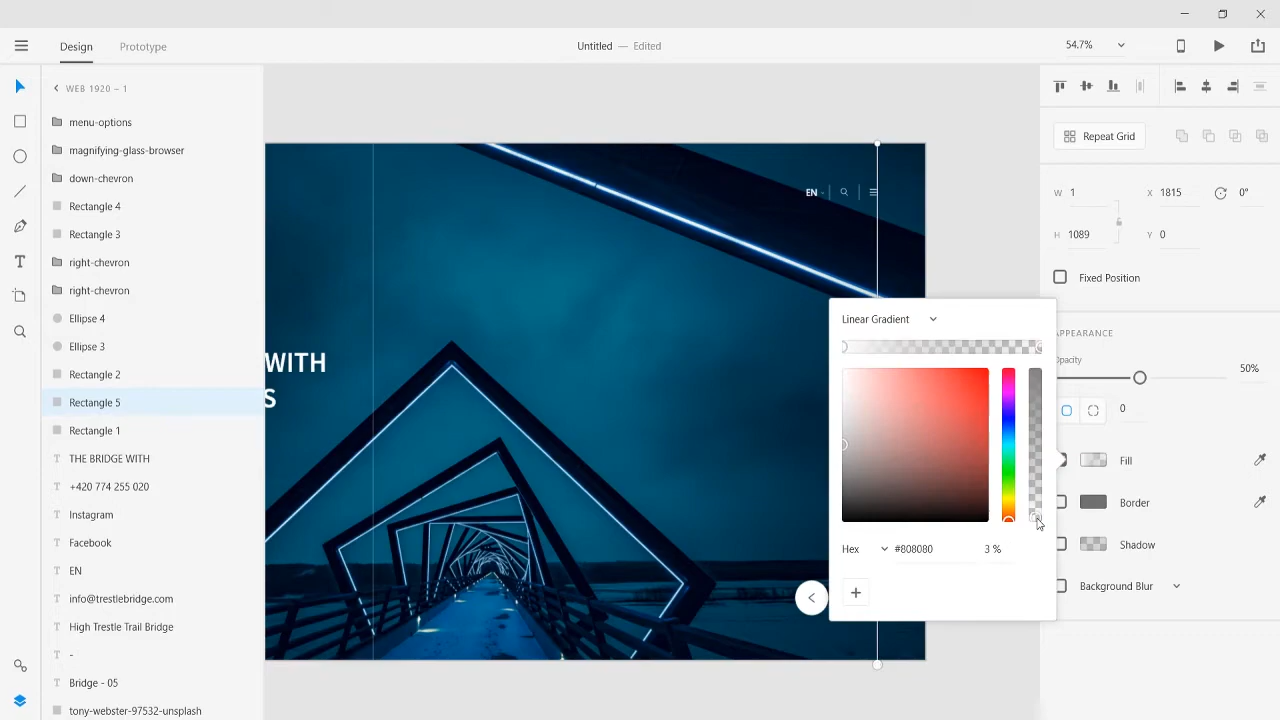 Design
Prototype
Untitled — Edited
54.7%
WEB 1920 – 1
menu-options
magnifying-glass-browser
down-chevron
Rectangle 4
Rectangle 3
right-chevron
right-chevron
Ellipse 4
Ellipse 3
Rectangle 2
Rectangle 5
Rectangle 1
THE BRIDGE WITH
+420 774 255 020
Instagram
Facebook
EN
info@trestlebridge.com
High Trestle Trail Bridge
-
Bridge - 05
tony-webster-97532-unsplash
EN
WITH
S
Linear Gradient
Hex
#808080
3 %
+
Repeat Grid
W 1
X 1815
0°
H 1089
Y 0
Fixed Position
APPEARANCE
Opacity
50%
0
Fill
Border
Shadow
Background Blur